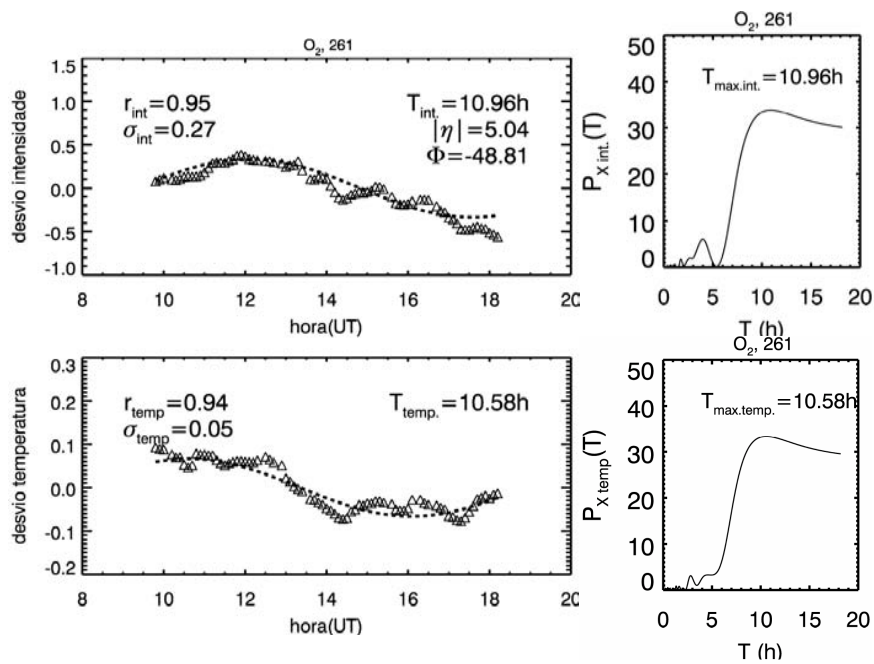 O₂, 261
desvio intensidade
1.5
1.0
0.5
0.0
-0.5
-1.0
r_int=0.95
σ_int=0.27
T_int.=10.96h
|η|=5.04
Φ=-48.81
8 10 12 14 16 18 20
hora(UT)
O₂, 261
P_X int.(T)
50
40
30
20
10
0
T_max.int.=10.96h
0 5 10 15 20
T (h)
desvio temperatura
0.3
0.2
0.1
0.0
-0.1
-0.2
r_temp=0.94
σ_temp=0.05
T_temp.=10.58h
8 10 12 14 16 18 20
hora(UT)
O₂, 261
P_X temp(T)
50
40
30
20
10
0
T_max.temp.=10.58h
0 5 10 15 20
T (h)